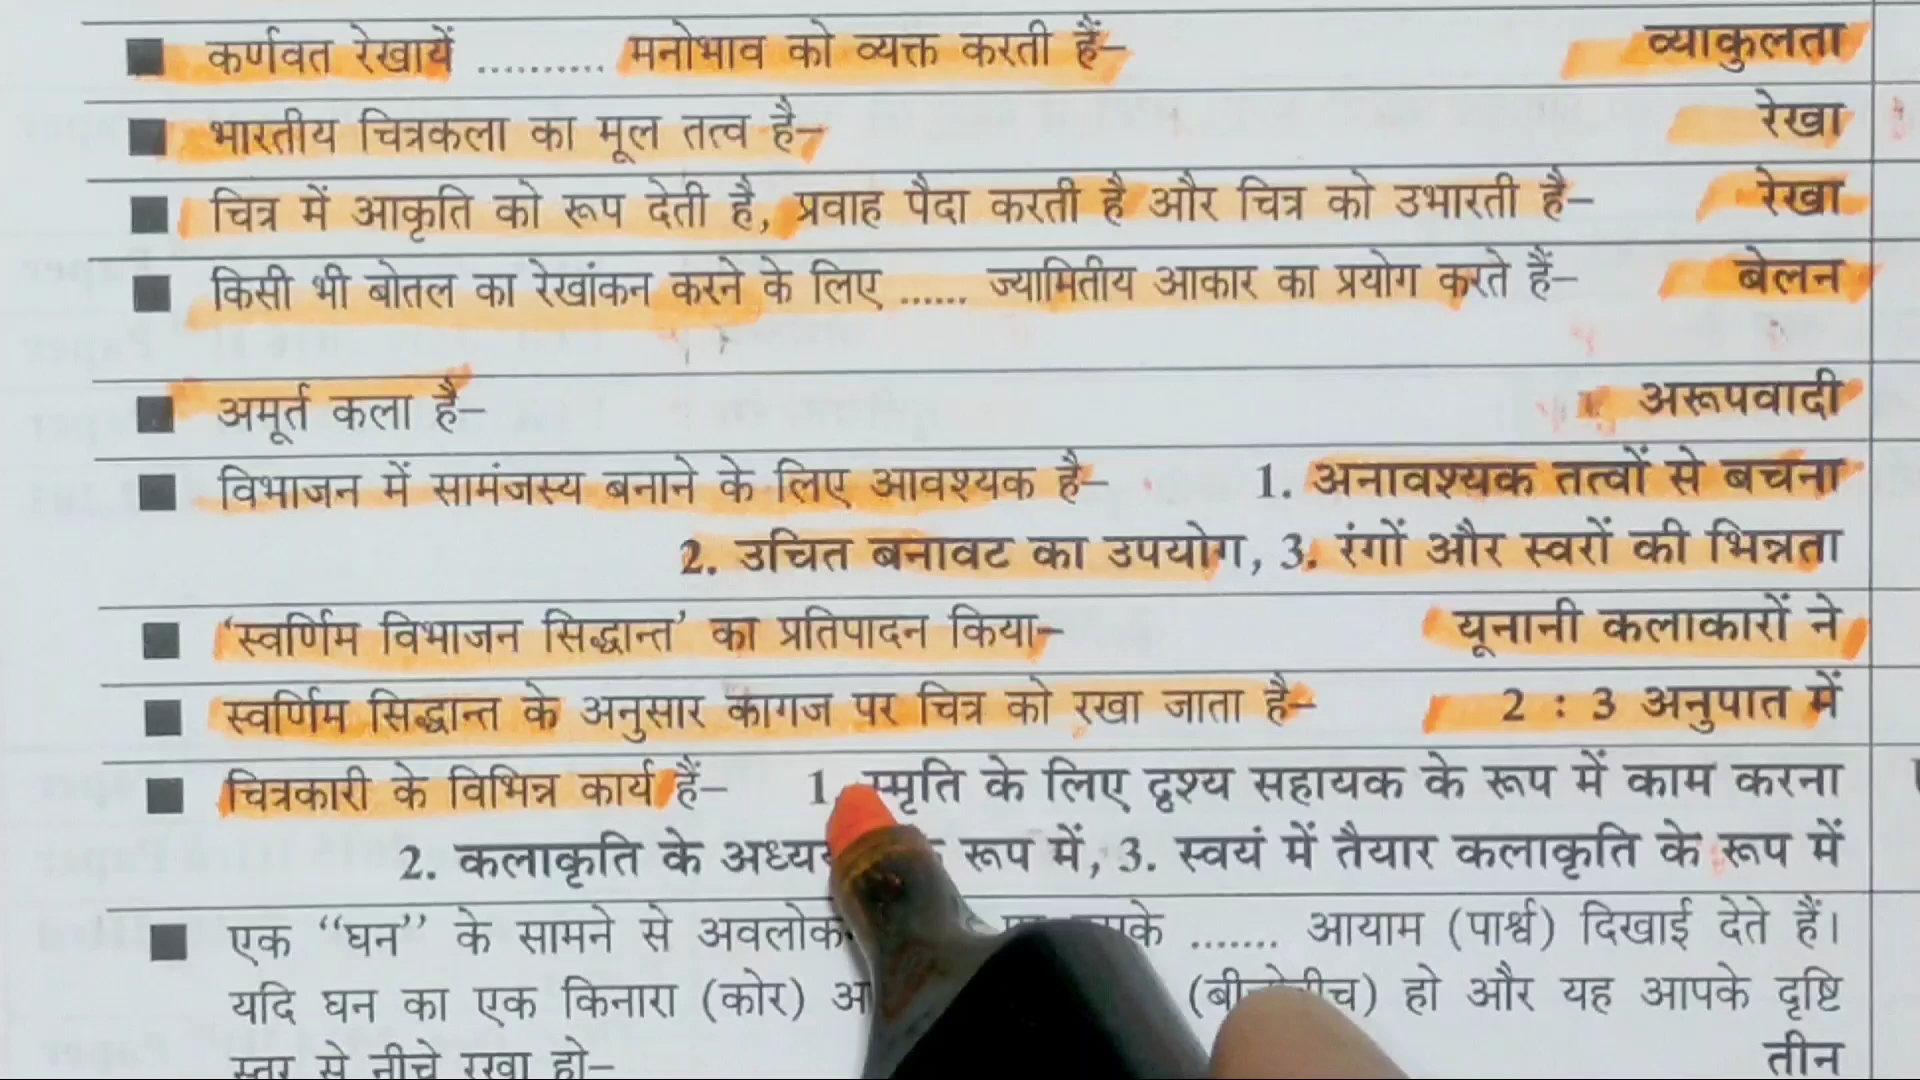 ■ कर्णवत रेखायें .......... मनोभाव को व्यक्त करती हैं– व्याकुलता
■ भारतीय चित्रकला का मूल तत्व है– रेखा
■ चित्र में आकृति को रूप देती है, प्रवाह पैदा करती है और चित्र को उभारती है– रेखा
■ किसी भी बोतल का रेखांकन करने के लिए ...... ज्यामितीय आकार का प्रयोग करते हैं– बेलन
■ अमूर्त कला है– अरूपवादी
■ विभाजन में सामंजस्य बनाने के लिए आवश्यक है– 1. अनावश्यक तत्वों से बचना
2. उचित बनावट का उपयोग, 3. रंगों और स्वरों की भिन्नता
■ ‘स्वर्णिम विभाजन सिद्धान्त’ का प्रतिपादन किया– यूनानी कलाकारों ने
■ स्वर्णिम सिद्धान्त के अनुसार कागज पर चित्र को रखा जाता है– 2 : 3 अनुपात में
■ चित्रकारी के विभिन्न कार्य हैं– 1. स्मृति के लिए दृश्य सहायक के रूप में काम करना
2. कलाकृति के रूप में, 3. स्वयं में तैयार कलाकृति के रूप में
■ एक “घन” के सामने से ....... आयाम (पार्श्व) दिखाई देते हैं।
यदि घन का एक किनारा (कोर) हो और यह आपके दृष्टि
स्तर से नीचे रखा हो– तीन